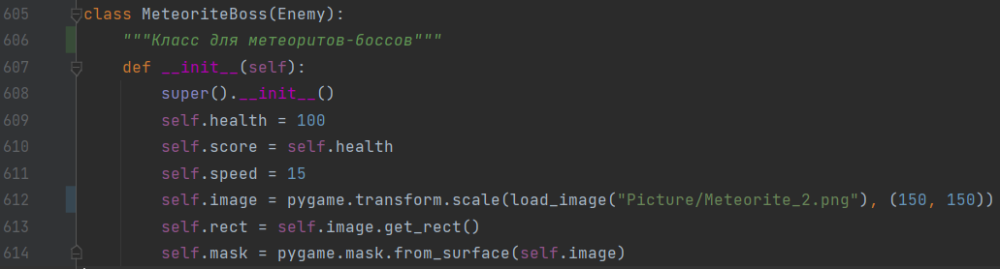 605 class MeteoriteBoss(Enemy):
606 """Класс для метеоритов-боссов"""
607 def __init__(self):
608 super().__init__()
609 self.health = 100
610 self.score = self.health
611 self.speed = 15
612 self.image = pygame.transform.scale(load_image("Picture/Meteorite_2.png"), (150, 150))
613 self.rect = self.image.get_rect()
614 self.mask = pygame.mask.from_surface(self.image)